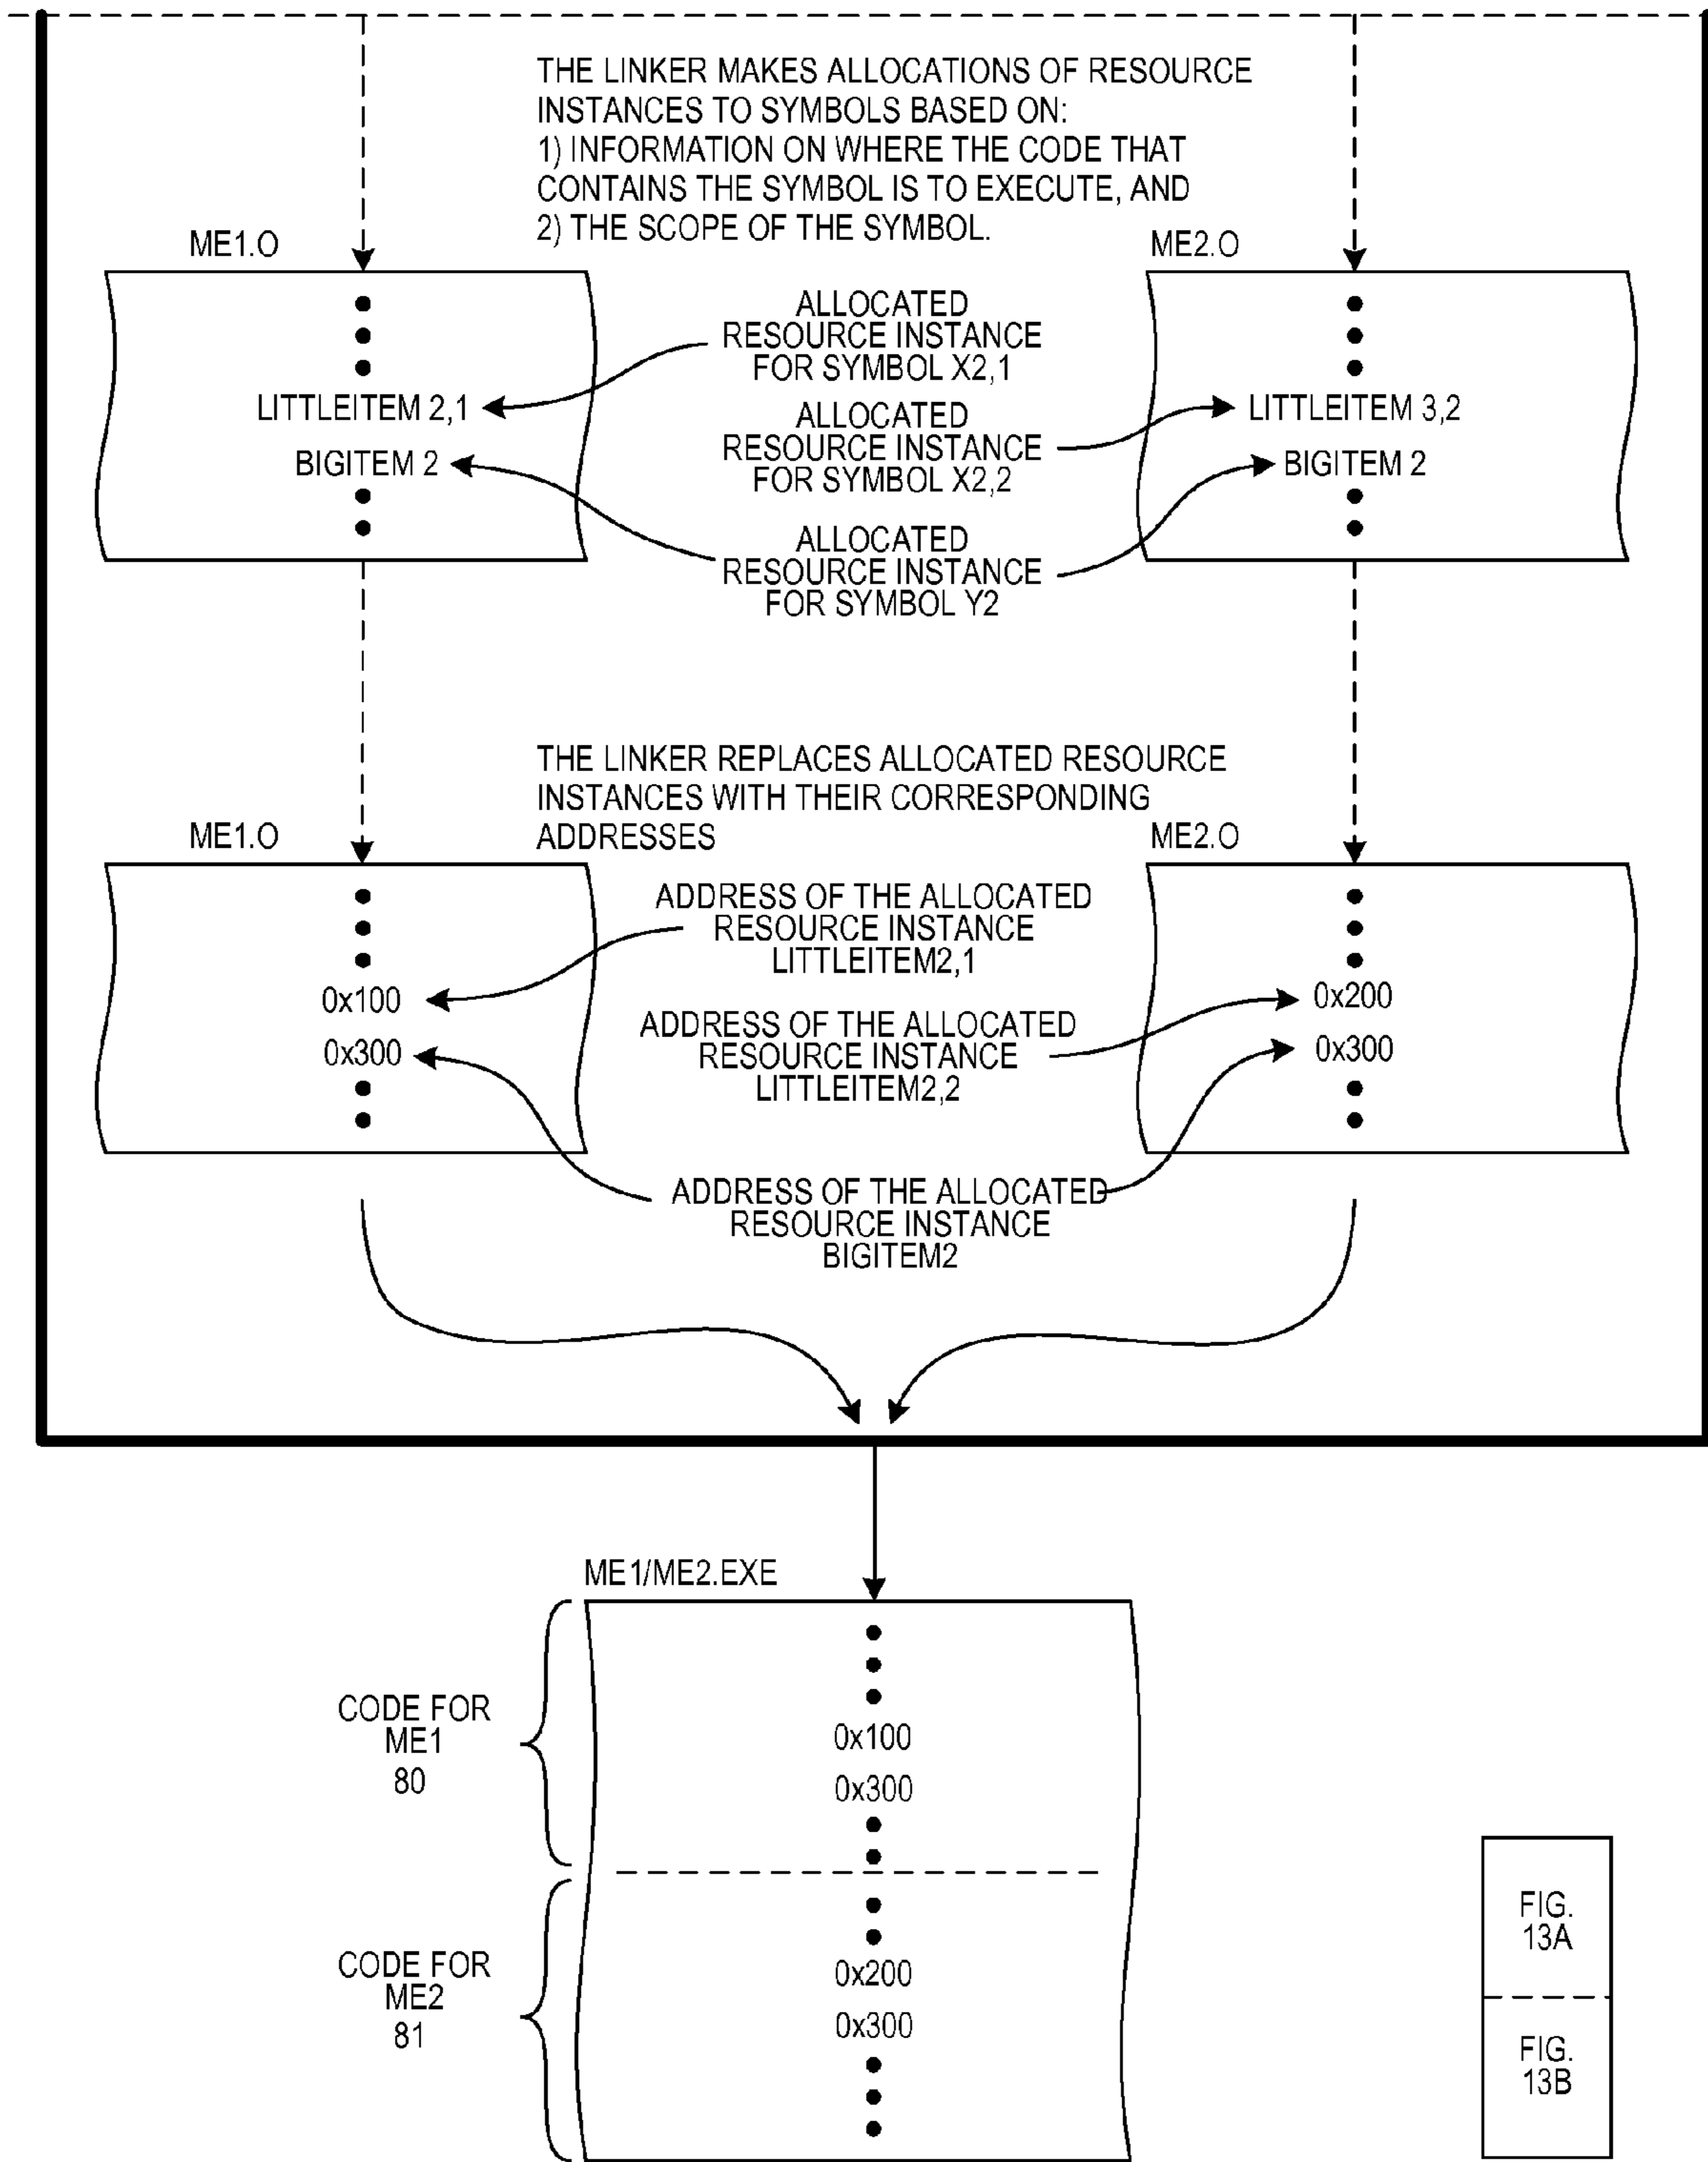 THE LINKER MAKES ALLOCATIONS OF RESOURCE
INSTANCES TO SYMBOLS BASED ON:
1) INFORMATION ON WHERE THE CODE THAT
CONTAINS THE SYMBOL IS TO EXECUTE, AND
2) THE SCOPE OF THE SYMBOL.
ME1.O
ME2.O
LITTLEITEM 2,1
BIGITEM 2
ALLOCATED
RESOURCE INSTANCE
FOR SYMBOL X2,1
ALLOCATED
RESOURCE INSTANCE
FOR SYMBOL X2,2
ALLOCATED
RESOURCE INSTANCE
FOR SYMBOL Y2
LITTLEITEM 3,2
BIGITEM 2
THE LINKER REPLACES ALLOCATED RESOURCE
INSTANCES WITH THEIR CORRESPONDING
ADDRESSES
ME1.O
ME2.O
0x100
0x300
ADDRESS OF THE ALLOCATED
RESOURCE INSTANCE
LITTLEITEM2,1
ADDRESS OF THE ALLOCATED
RESOURCE INSTANCE
LITTLEITEM2,2
ADDRESS OF THE ALLOCATED
RESOURCE INSTANCE
BIGITEM2
0x200
0x300
ME1/ME2.EXE
CODE FOR
ME1
80
0x100
0x300
CODE FOR
ME2
81
0x200
0x300
FIG.
13A
FIG.
13B